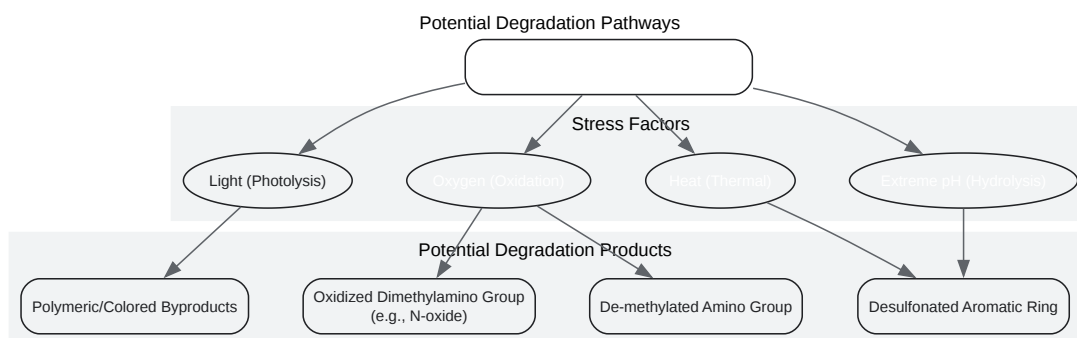 Potential Degradation Pathways
Stress Factors
Light (Photolysis)
Oxygen (Oxidation)
Heat (Thermal)
Extreme pH (Hydrolysis)
Potential Degradation Products
Polymeric/Colored Byproducts
Oxidized Dimethylamino Group
(e.g., N-oxide)
De-methylated Amino Group
Desulfonated Aromatic Ring